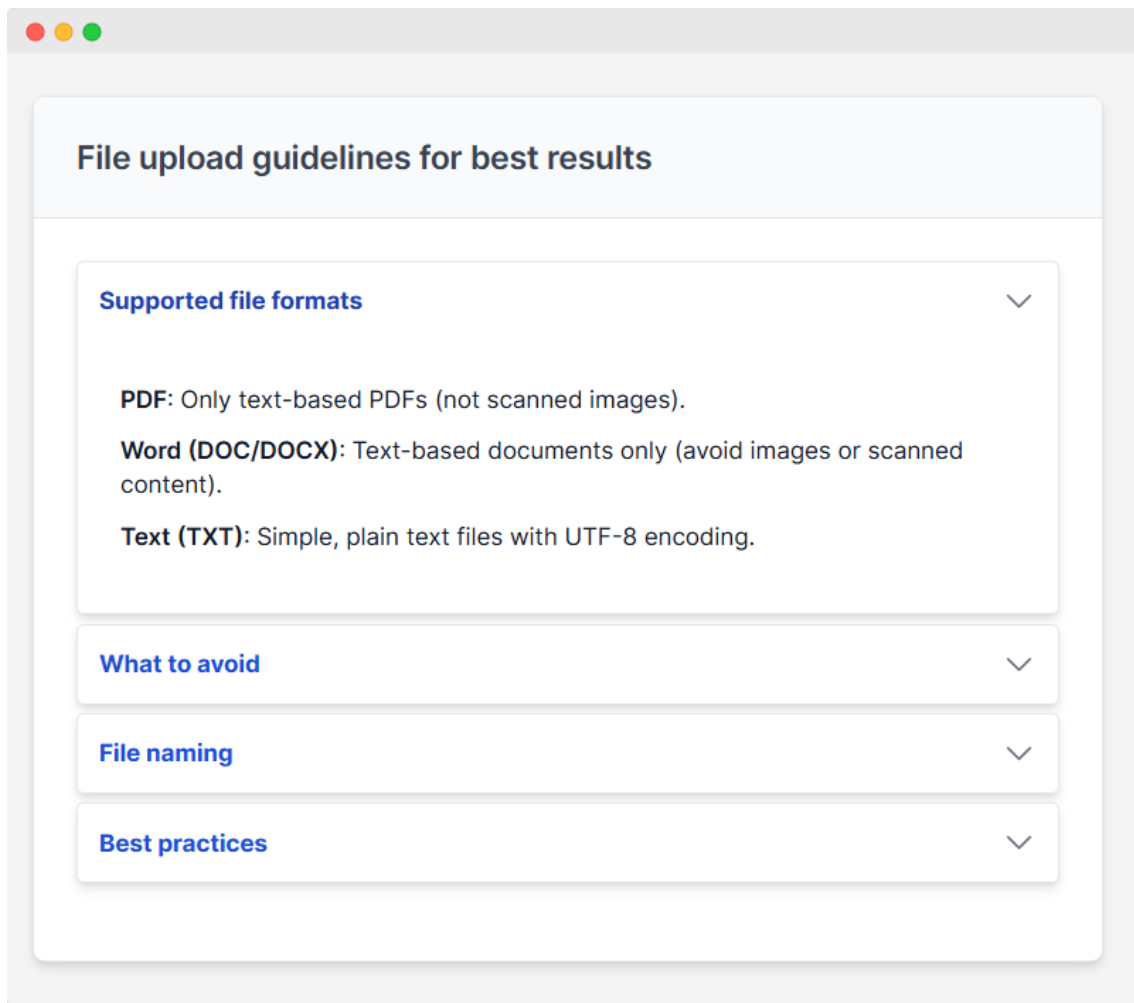 File upload guidelines for best results
Supported file formats
PDF: Only text-based PDFs (not scanned images).
Word (DOC/DOCX): Text-based documents only (avoid images or scanned
content).
Text (TXT): Simple, plain text files with UTF-8 encoding.
What to avoid
File naming
Best practices